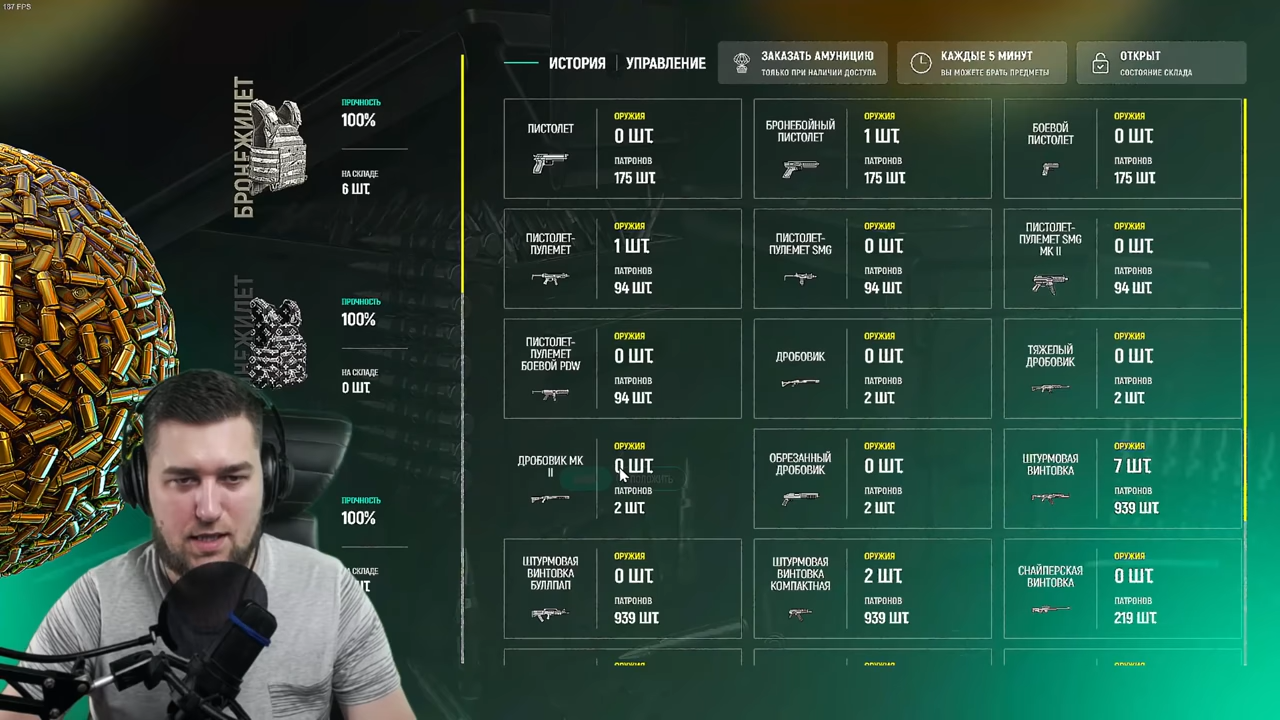 187 FPS
ИСТОРИЯ
УПРАВЛЕНИЕ
ЗАКАЗАТЬ АМУНИЦИЮ
ТОЛЬКО ПРИ НАЛИЧИИ ДОСТУПА
КАЖДЫЕ 5 МИНУТ
ВЫ МОЖЕТЕ БРАТЬ ПРЕДМЕТЫ
ОТКРЫТ
СОСТОЯНИЕ СКЛАДА
БРОНЕЖИЛЕТ
ПРОЧНОСТЬ
100%
НА СКЛАДЕ
6 ШТ.
ПРОЧНОСТЬ
100%
НА СКЛАДЕ
0 ШТ.
ПРОЧНОСТЬ
100%
ПИСТОЛЕТ
ОРУЖИЯ
0 ШТ.
ПАТРОНОВ
175 ШТ.
БРОНЕБОЙНЫЙ
ПИСТОЛЕТ
ОРУЖИЯ
1 ШТ.
ПАТРОНОВ
175 ШТ.
БОЕВОЙ
ПИСТОЛЕТ
ОРУЖИЯ
0 ШТ.
ПАТРОНОВ
175 ШТ.
ПИСТОЛЕТ-
ПУЛЕМЕТ
ОРУЖИЯ
1 ШТ.
ПАТРОНОВ
94 ШТ.
ПИСТОЛЕТ-
ПУЛЕМЕТ SMG
ОРУЖИЯ
0 ШТ.
ПАТРОНОВ
94 ШТ.
ПИСТОЛЕТ-
ПУЛЕМЕТ SMG
MK II
ОРУЖИЯ
0 ШТ.
ПАТРОНОВ
94 ШТ.
ПИСТОЛЕТ-
ПУЛЕМЕТ
БОЕВОЙ PDW
ОРУЖИЯ
0 ШТ.
ПАТРОНОВ
94 ШТ.
ДРОБОВИК
ОРУЖИЯ
0 ШТ.
ПАТРОНОВ
2 ШТ.
ТЯЖЕЛЫЙ
ДРОБОВИК
ОРУЖИЯ
0 ШТ.
ПАТРОНОВ
2 ШТ.
ДРОБОВИК MK
II
ОРУЖИЯ
0 ШТ.
ПОЛОЖИТЬ
ПАТРОНОВ
2 ШТ.
ОБРЕЗАННЫЙ
ДРОБОВИК
ОРУЖИЯ
0 ШТ.
ПАТРОНОВ
2 ШТ.
ШТУРМОВАЯ
ВИНТОВКА
ОРУЖИЯ
7 ШТ.
ПАТРОНОВ
939 ШТ.
ШТУРМОВАЯ
ВИНТОВКА
БУЛЛПАП
ОРУЖИЯ
0 ШТ.
ПАТРОНОВ
939 ШТ.
ШТУРМОВАЯ
ВИНТОВКА
КОМПАКТНАЯ
ОРУЖИЯ
2 ШТ.
ПАТРОНОВ
939 ШТ.
СНАЙПЕРСКАЯ
ВИНТОВКА
ОРУЖИЯ
0 ШТ.
ПАТРОНОВ
219 ШТ.